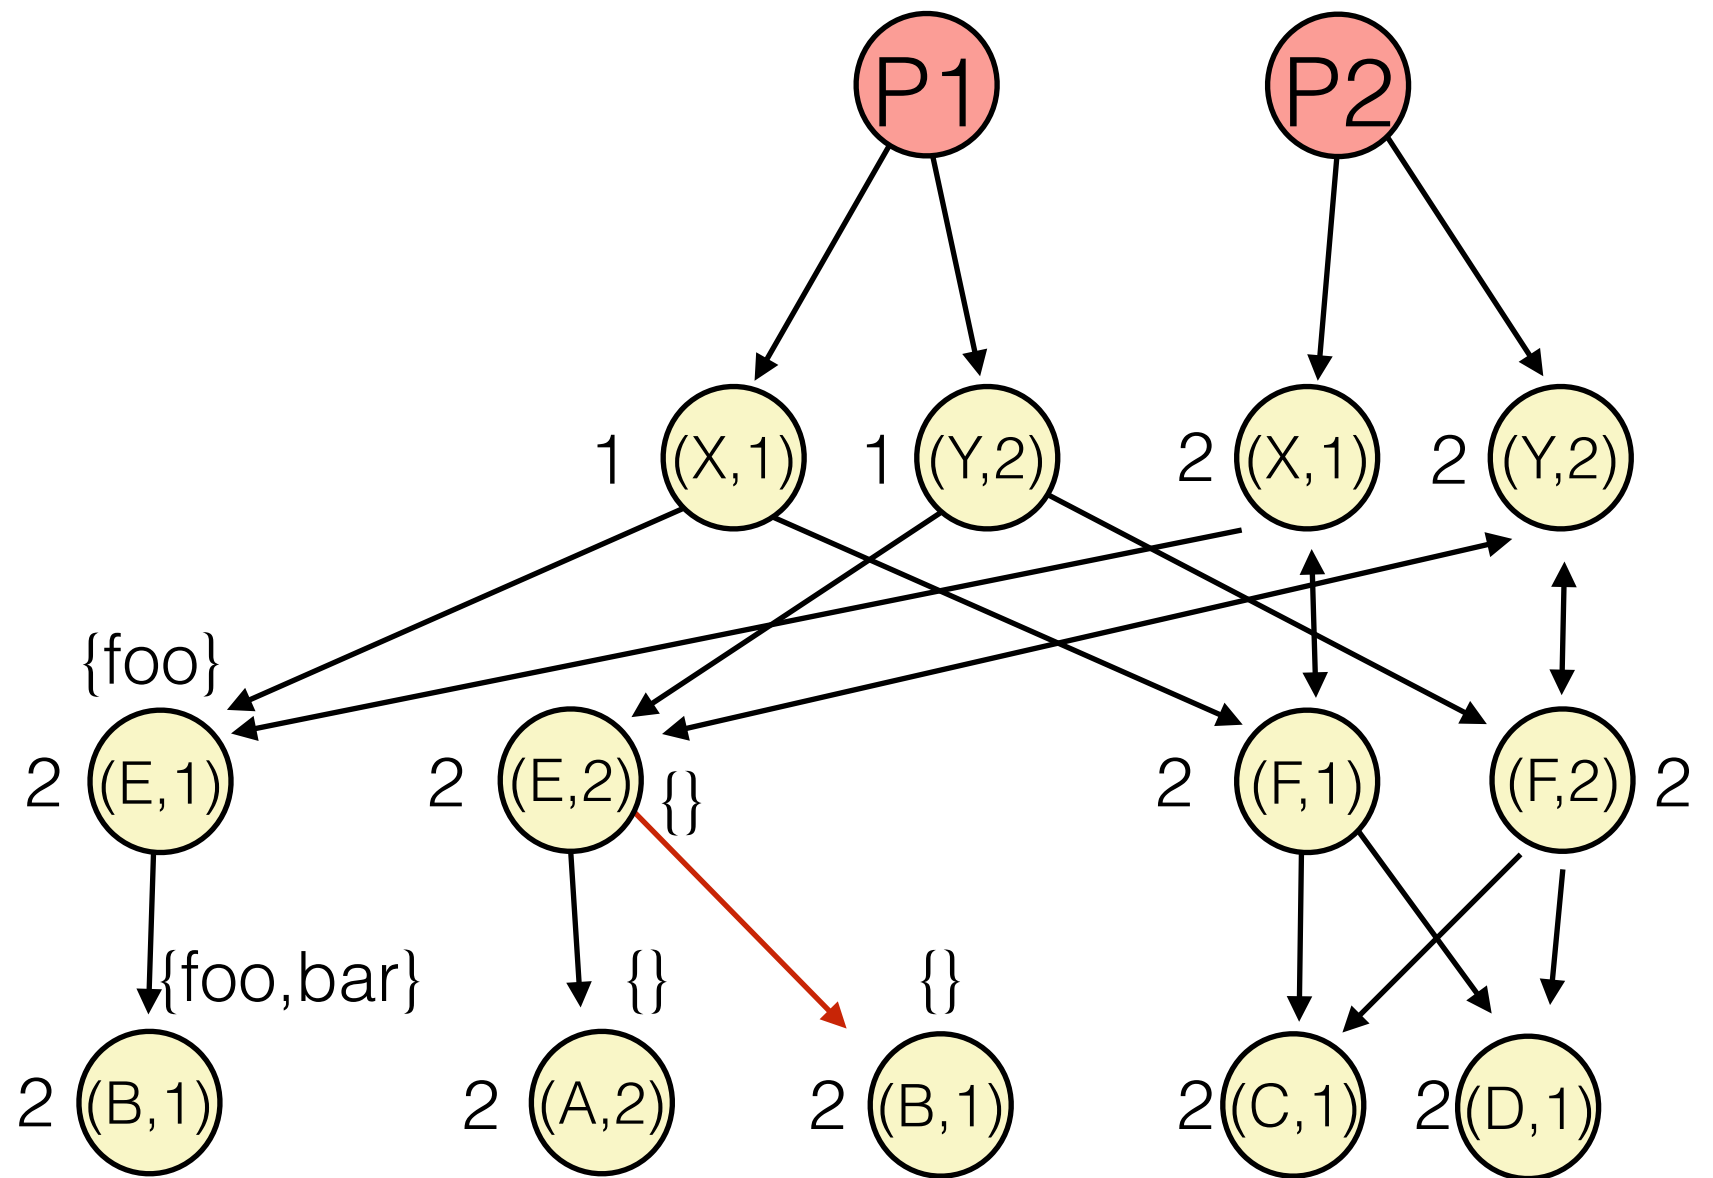 P1 P2
1 (X,1) 1 (Y,2) 2 (X,1) 2 (Y,2)
{foo}
2 (E,1) 2 (E,2) {} 2 (F,1) (F,2) 2
{foo,bar} {} {}
2 (B,1) 2 (A,2) 2 (B,1) 2 (C,1) 2 (D,1)